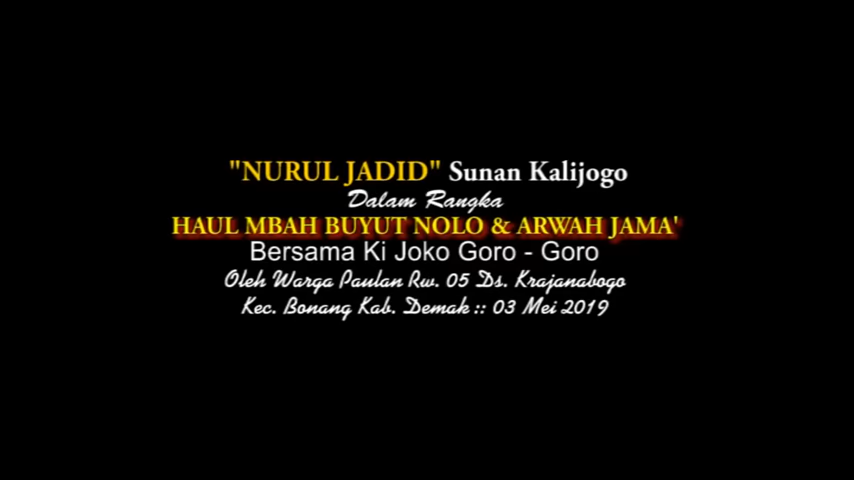 "NURUL JADID" Sunan Kalijogo
Dalam Rangka
HAUL MBAH BUYUT NOLO & ARWAH JAMA'
Bersama Ki Joko Goro - Goro
Oleh Warga Paulan Rw. 05 Ds. Krajanabogo
Kec. Bonang Kab. Demak :: 03 Mei 2019